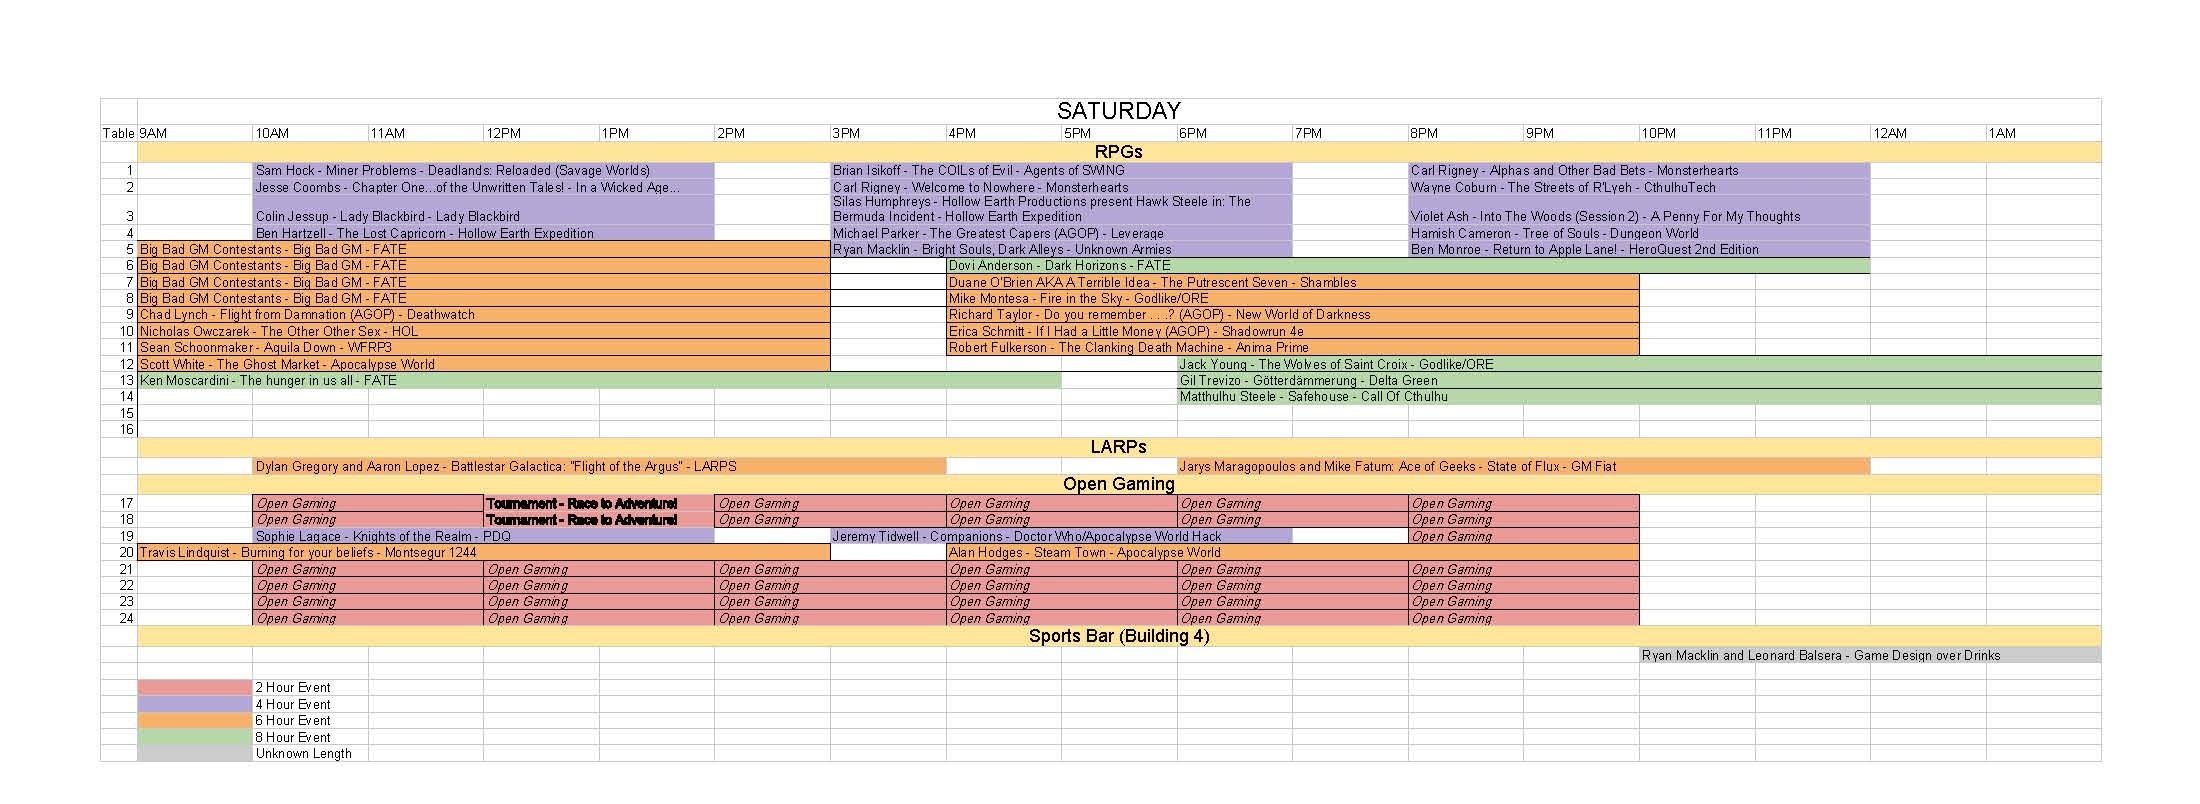 SATURDAY
Table 9AM 10AM 11AM 12PM 1PM 2PM 3PM 4PM 5PM 6PM 7PM 8PM 9PM 10PM 11PM 12AM 1AM
RPGs
1 Sam Hock - Miner Problems - Deadlands: Reloaded (Savage Worlds) Brian Isikoff - The COILs of Evil - Agents of SWING Carl Rigney - Alphas and Other Bad Bets - Monsterhearts
2 Jesse Coombs - Chapter One...of the Unwritten Tales! - In a Wicked Age... Carl Rigney - Welcome to Nowhere - Monsterhearts Wayne Coburn - The Streets of R'Lyeh - CthulhuTech
Silas Humphreys - Hollow Earth Productions present Hawk Steele in: The
3 Colin Jessup - Lady Blackbird - Lady Blackbird Bermuda Incident - Hollow Earth Expedition Violet Ash - Into The Woods (Session 2) - A Penny For My Thoughts
4 Ben Hartzell - The Lost Capricorn - Hollow Earth Expedition Michael Parker - The Greatest Capers (AGOP) - Leverage Hamish Cameron - Tree of Souls - Dungeon World
5 Big Bad GM Contestants - Big Bad GM - FATE Ryan Macklin - Bright Souls, Dark Alleys - Unknown Armies Ben Monroe - Return to Apple Lane! - HeroQuest 2nd Edition
6 Big Bad GM Contestants - Big Bad GM - FATE Dovi Anderson - Dark Horizons - FATE
7 Big Bad GM Contestants - Big Bad GM - FATE Duane O'Brien AKA A Terrible Idea - The Putrescent Seven - Shambles
8 Big Bad GM Contestants - Big Bad GM - FATE Mike Montesa - Fire in the Sky - Godlike/ORE
9 Chad Lynch - Flight from Damnation (AGOP) - Deathwatch Richard Taylor - Do you remember . . .? (AGOP) - New World of Darkness
10 Nicholas Owczarek - The Other Other Sex - HOL Erica Schmitt - If I Had a Little Money (AGOP) - Shadowrun 4e
11 Sean Schoonmaker - Aquila Down - WFRP3 Robert Fulkerson - The Clanking Death Machine - Anima Prime
12 Scott White - The Ghost Market - Apocalypse World Jack Young - The Wolves of Saint Croix - Godlike/ORE
13 Ken Moscardini - The hunger in us all - FATE Gil Trevizo - Götterdämmerung - Delta Green
14 Matthulhu Steele - Safehouse - Call Of Cthulhu
15
16
LARPs
Dylan Gregory and Aaron Lopez - Battlestar Galactica: "Flight of the Argus" - LARPS Jarys Maragopoulos and Mike Fatum: Ace of Geeks - State of Flux - GM Fiat
Open Gaming
17 Open Gaming Tournament - Race to Adventure! Open Gaming Open Gaming Open Gaming Open Gaming
18 Open Gaming Tournament - Race to Adventure! Open Gaming Open Gaming Open Gaming Open Gaming
19 Sophie Lagace - Knights of the Realm - PDQ Jeremy Tidwell - Companions - Doctor Who/Apocalypse World Hack Open Gaming
20 Travis Lindquist - Burning for your beliefs - Montsegur 1244 Alan Hodges - Steam Town - Apocalypse World
21 Open Gaming Open Gaming Open Gaming Open Gaming Open Gaming Open Gaming
22 Open Gaming Open Gaming Open Gaming Open Gaming Open Gaming Open Gaming
23 Open Gaming Open Gaming Open Gaming Open Gaming Open Gaming Open Gaming
24 Open Gaming Open Gaming Open Gaming Open Gaming Open Gaming Open Gaming
Sports Bar (Building 4)
Ryan Macklin and Leonard Balsera - Game Design over Drinks
2 Hour Event
4 Hour Event
6 Hour Event
8 Hour Event
Unknown Length